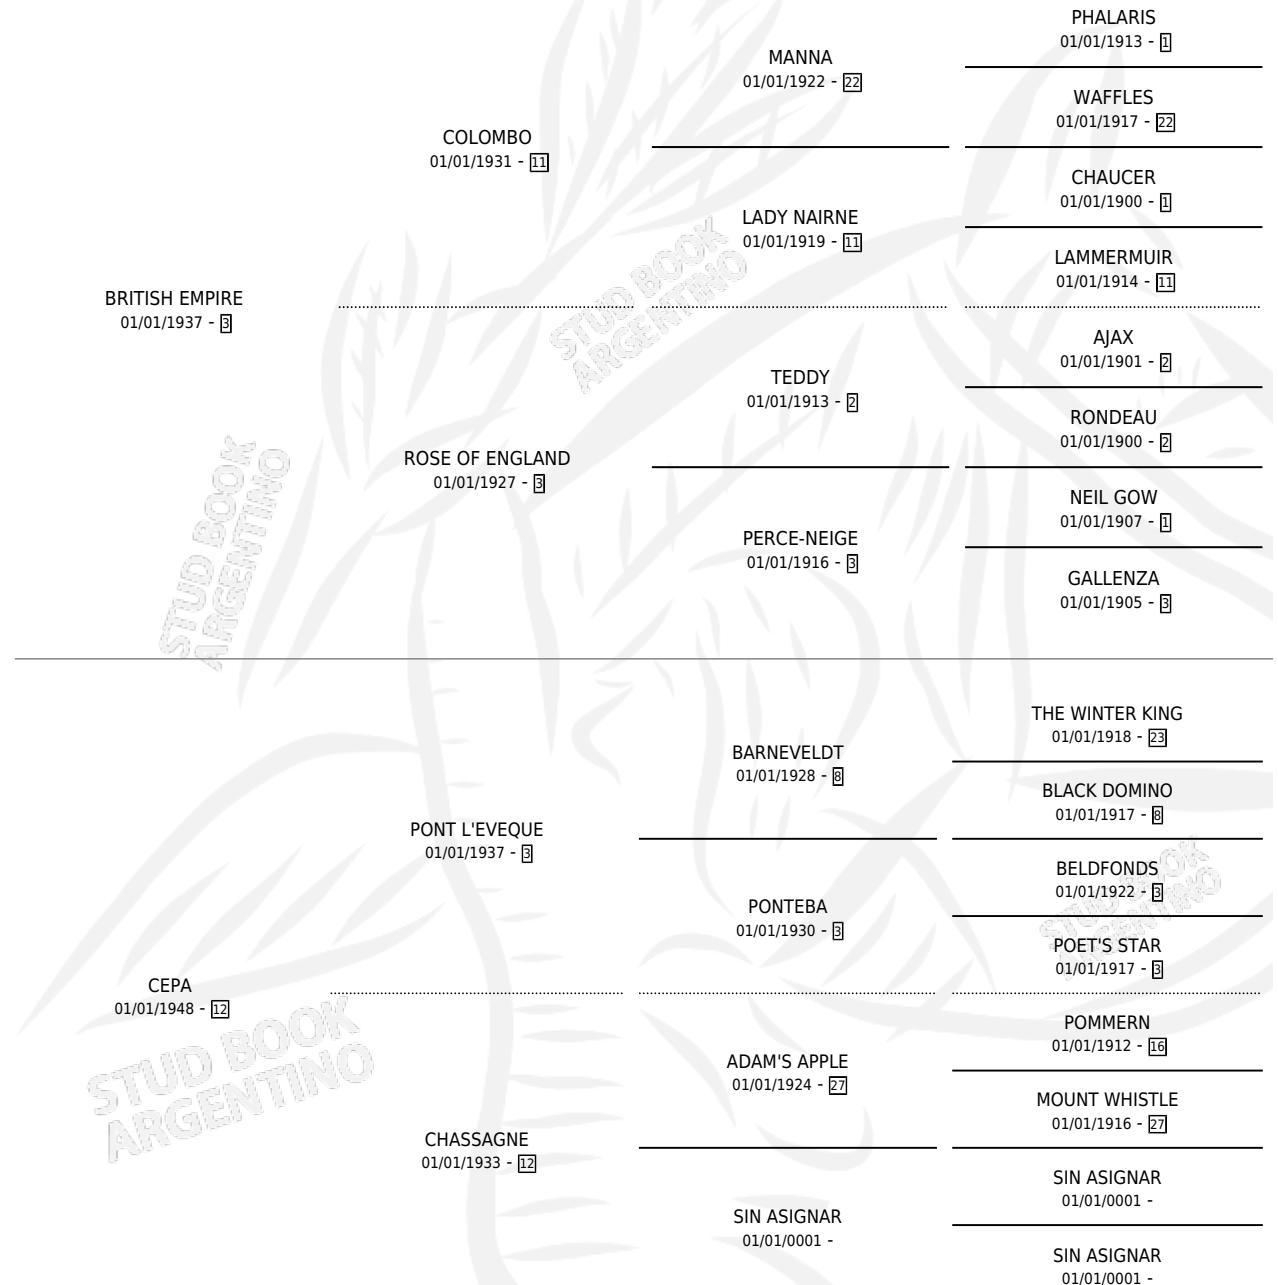 PHALARIS
01/01/1913 - 1
MANNA
01/01/1922 - 22
WAFFLES
01/01/1917 - 22
COLOMBO
01/01/1931 - 11
CHAUCER
01/01/1900 - 1
LADY NAIRNE
01/01/1919 - 11
LAMMERMUIR
01/01/1914 - 11
BRITISH EMPIRE
01/01/1937 - 3
STUD BOOK
ARGENTINO
AJAX
01/01/1901 - 2
TEDDY
01/01/1913 - 2
RONDEAU
01/01/1900 - 2
ROSE OF ENGLAND
01/01/1927 - 3
NEIL GOW
01/01/1907 - 1
PERCE-NEIGE
01/01/1916 - 3
GALLENZA
01/01/1905 - 3
STUD BOOK
ARGENTINO
THE WINTER KING
01/01/1918 - 23
BARNEVELDT
01/01/1928 - 8
BLACK DOMINO
01/01/1917 - 8
PONT L'EVEQUE
01/01/1937 - 3
BELDFONDS
01/01/1922 - 3
PONTEBA
01/01/1930 - 3
POET'S STAR
01/01/1917 - 3
STUD BOOK
ARGENTINO
CEPA
01/01/1948 - 12
STUD BOOK
ARGENTINO
POMMERN
01/01/1912 - 16
ADAM'S APPLE
01/01/1924 - 27
MOUNT WHISTLE
01/01/1916 - 27
CHASSAGNE
01/01/1933 - 12
SIN ASIGNAR
01/01/0001 -
SIN ASIGNAR
01/01/0001 -
SIN ASIGNAR
01/01/0001 -